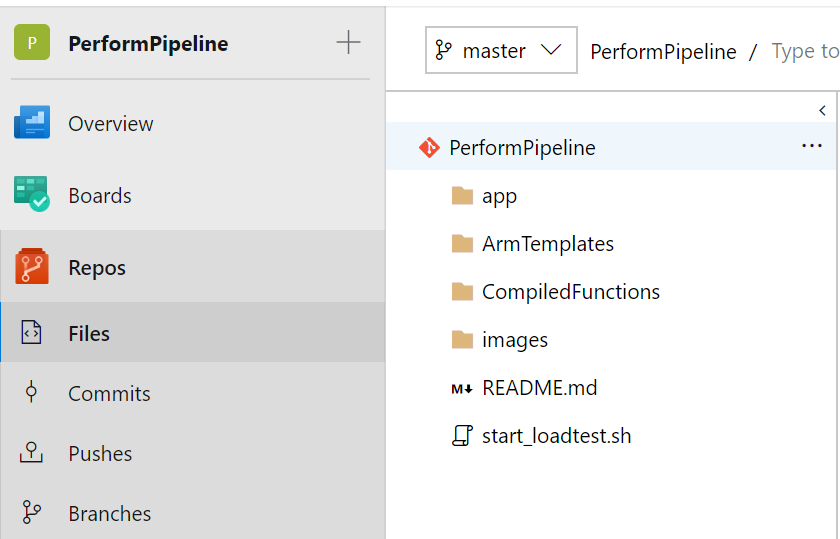 P PerformPipeline
Overview
Boards
Repos
Files
Commits
Pushes
Branches
master PerformPipeline / Type to
PerformPipeline
app
ArmTemplates
CompiledFunctions
images
M README.md
start_loadtest.sh